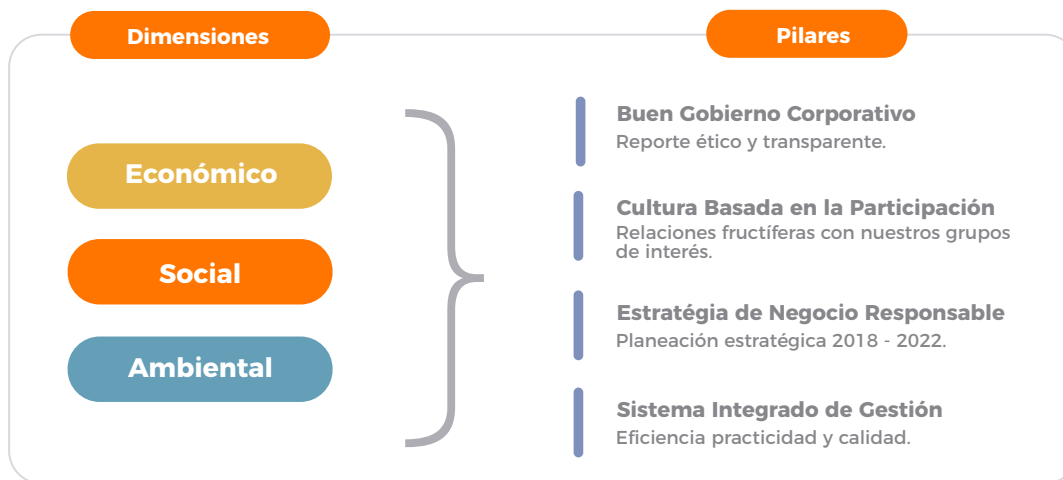 Dimensiones
Económico
Social
Ambiental
Pilares
Buen Gobierno Corporativo
Reporte ético y transparente.
Cultura Basada en la Participación
Relaciones fructíferas con nuestros grupos
de interés.
Estratégia de Negocio Responsable
Planeación estratégica 2018 - 2022.
Sistema Integrado de Gestión
Eficiencia practicidad y calidad.